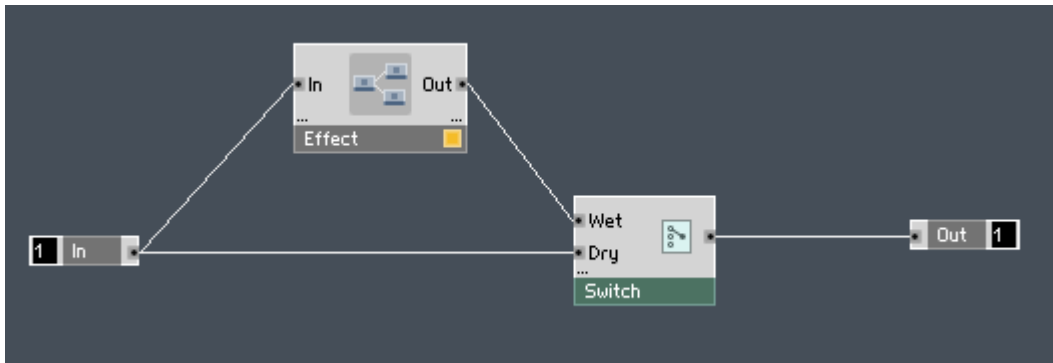 In Out
...
...
Effect
1 In
Wet
Dry
...
Switch
Out 1